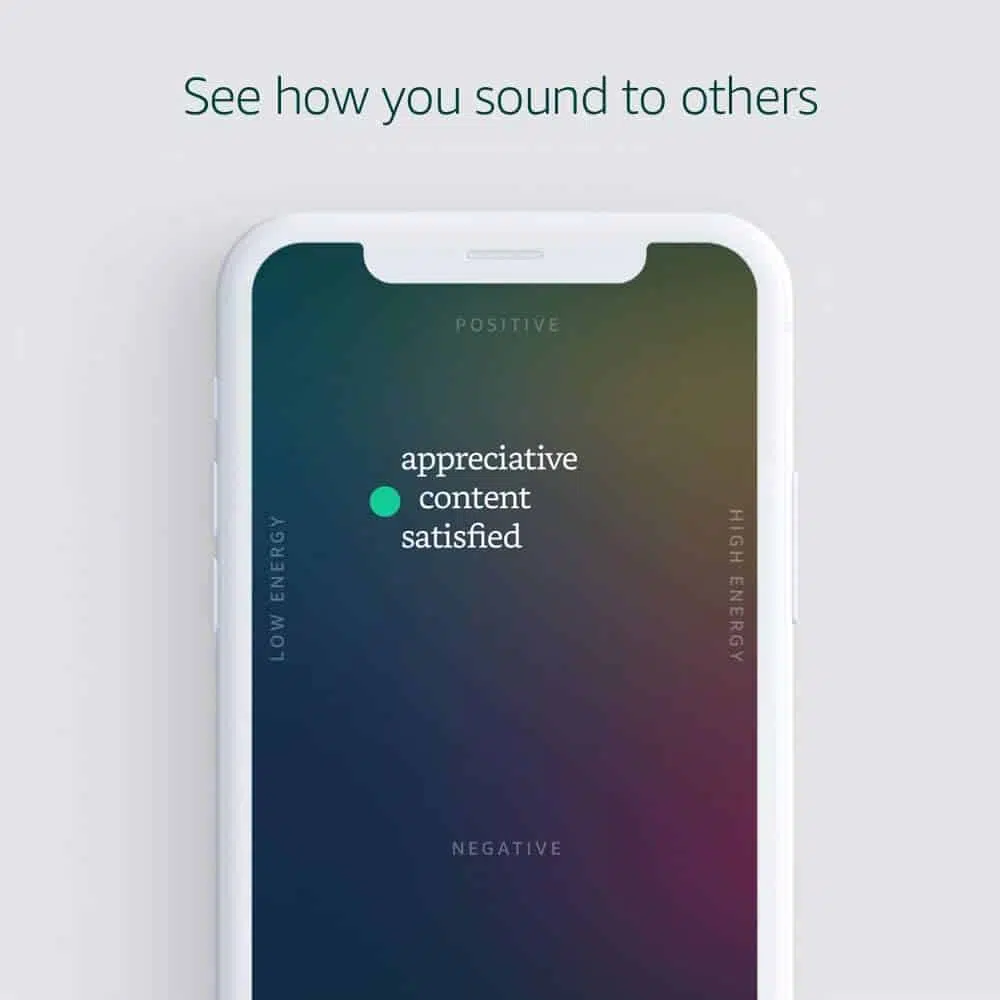 See how you sound to others
POSITIVE
appreciative
content
satisfied
LOW ENERGY
HIGH ENERGY
NEGATIVE